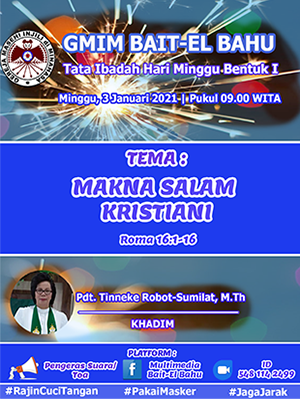 GMIM BAIT-EL BAHU
Tata Ibadah Hari Minggu Bentuk I
Minggu, 3 Januari 2021 | Pukul 09.00 WITA
TEMA :
MAKNA SALAM
KRISTIANI
Roma 16:1-16
Pdt. Tinneke Robot-Sumilat, M.Th
KHADIM
PLATFORM :
Pengeras Suara/
Toa
Multimedia
Bait-El Bahu
ID
548 114 2499
#RajinCuciTangan
#PakaiMasker
#JagaJarak